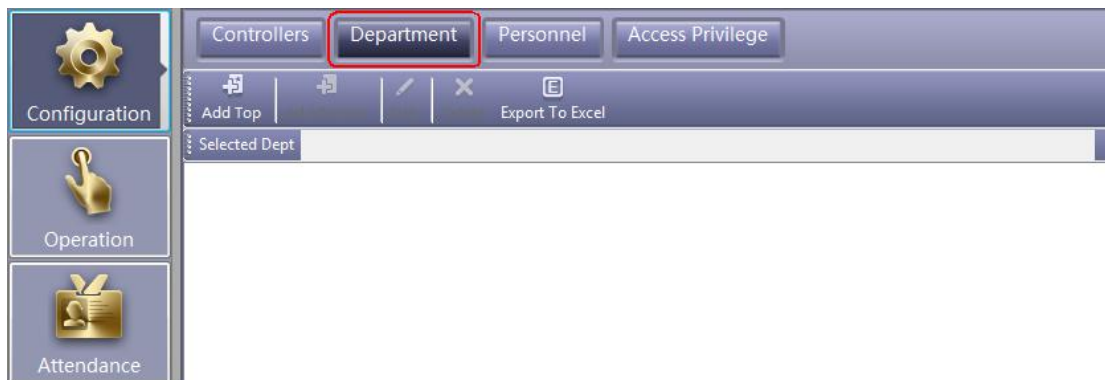 Controllers Department Personnel Access Privilege
Add Top Export To Excel
Selected Dept
Configuration
Operation
Attendance